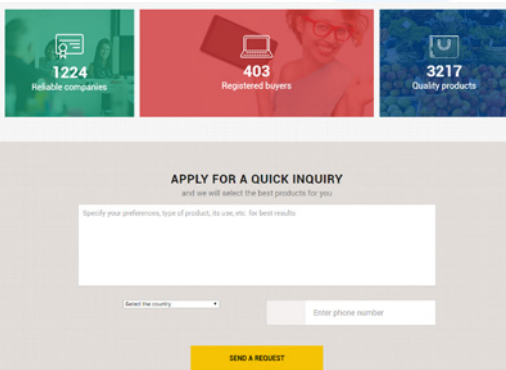 1224
Reliable companies
403
Registered buyers
3217
Quality products
APPLY FOR A QUICK INQUIRY
and we will select the best products for you
Specify your preferences, type of product, its use, etc. for best results
Select the country
Enter phone number
SEND A REQUEST